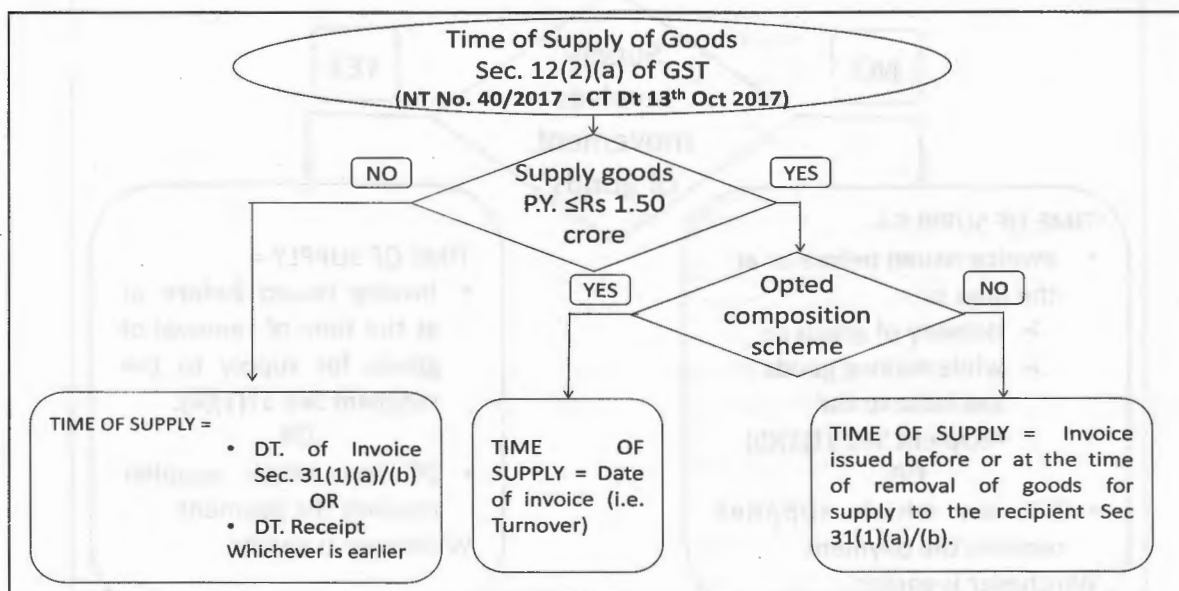 Time of Supply of Goods
Sec. 12(2)(a) of GST
(NT No. 40/2017 – CT Dt 13th Oct 2017)
NO
Supply goods
P.Y. ≤Rs 1.50
crore
YES
YES
Opted
composition
scheme
NO
TIME OF SUPPLY =
• DT. of Invoice
Sec. 31(1)(a)/(b)
OR
• DT. Receipt
Whichever is earlier
TIME OF
SUPPLY = Date
of invoice (i.e.
Turnover)
TIME OF SUPPLY = Invoice
issued before or at the time
of removal of goods for
supply to the recipient Sec
31(1)(a)/(b).